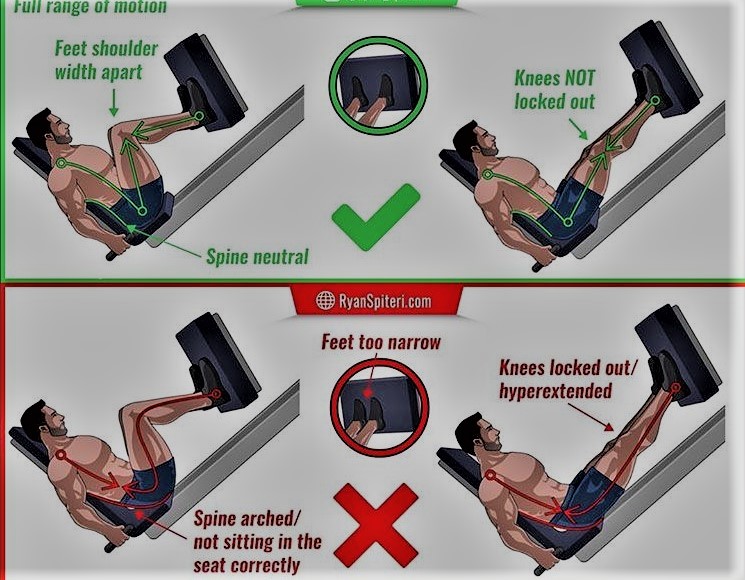 Full range of motion
Feet shoulder
width apart
Knees NOT
locked out
Spine neutral
RyanSpiteri.com
Feet too narrow
Knees locked out/
hyperextended
Spine arched/
not sitting in the
seat correctly